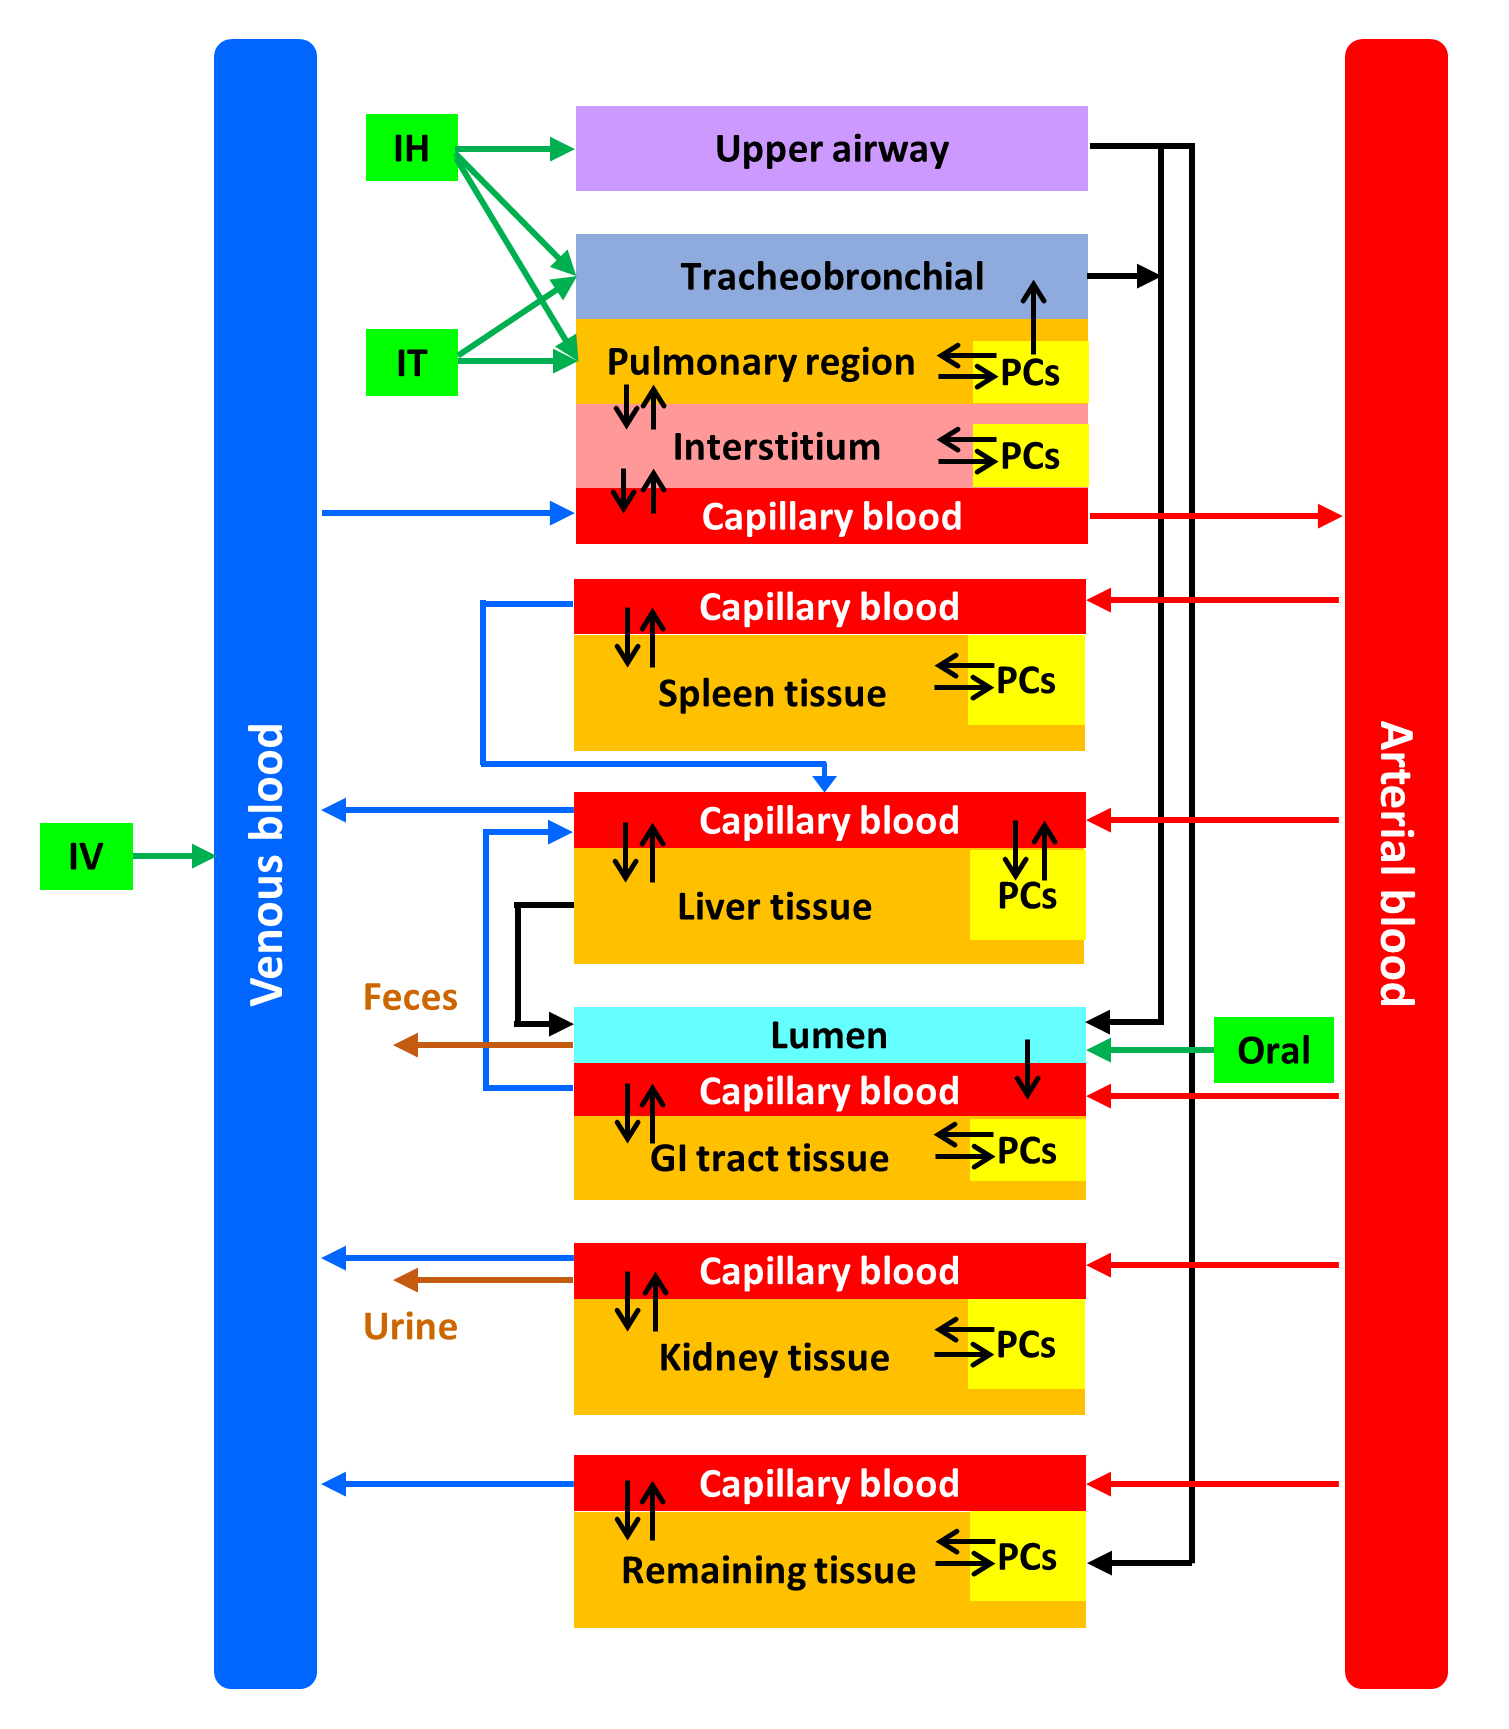 IH
Upper airway
Tracheobronchial
IT
Pulmonary region
PCs
Interstitium
PCs
Capillary blood
Capillary blood
Spleen tissue
PCs
Venous blood
Arterial blood
Capillary blood
IV
Liver tissue
PCs
Feces
Lumen
Oral
Capillary blood
GI tract tissue
PCs
Capillary blood
Urine
Kidney tissue
PCs
Capillary blood
Remaining tissue
PCs